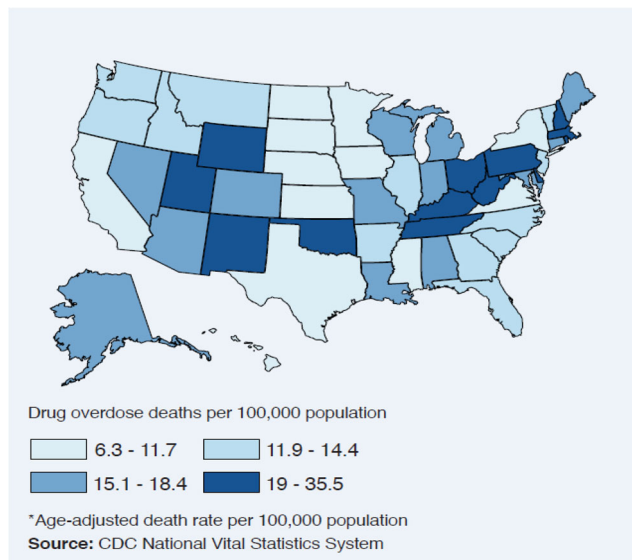 Drug overdose deaths per 100,000 population
6.3 - 11.7
11.9 - 14.4
15.1 - 18.4
19 - 35.5
*Age-adjusted death rate per 100,000 population
Source: CDC National Vital Statistics System